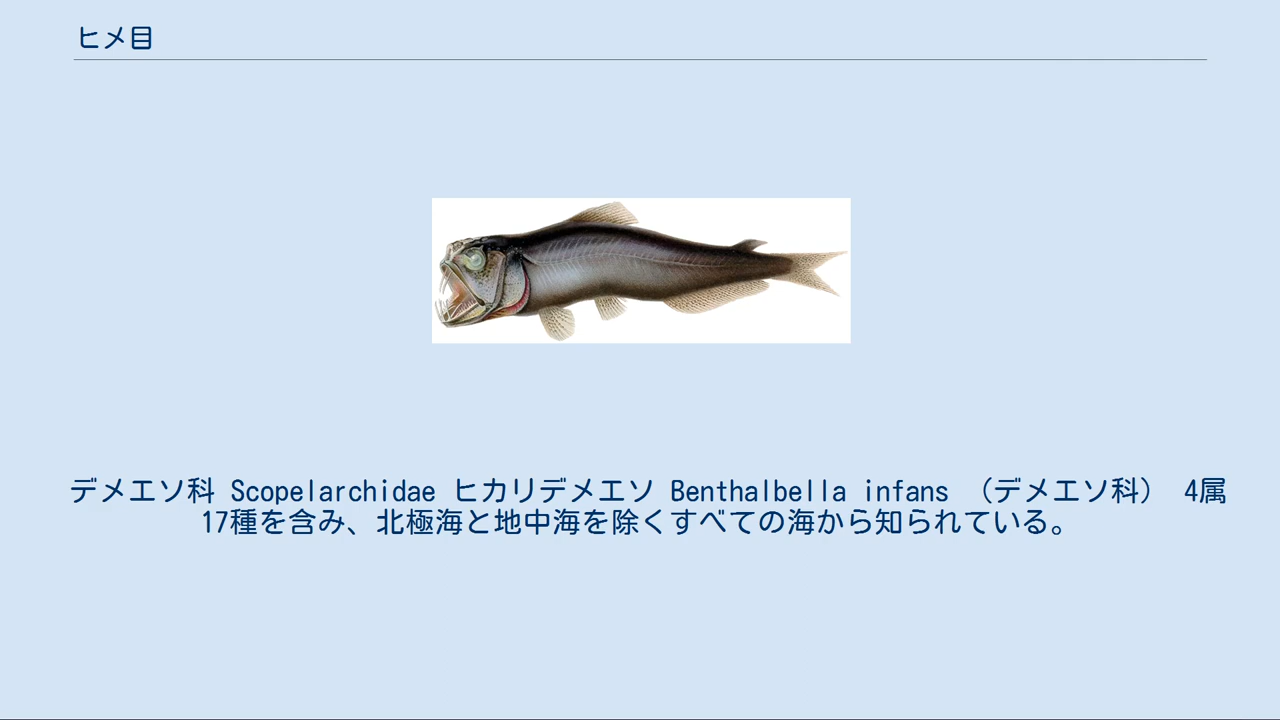 ヒメ目
デメエソ科 Scopelarchidae ヒカリデメエソ Benthalbella infans （デメエソ科） 4属
17種を含み、北極海と地中海を除くすべての海から知られている。